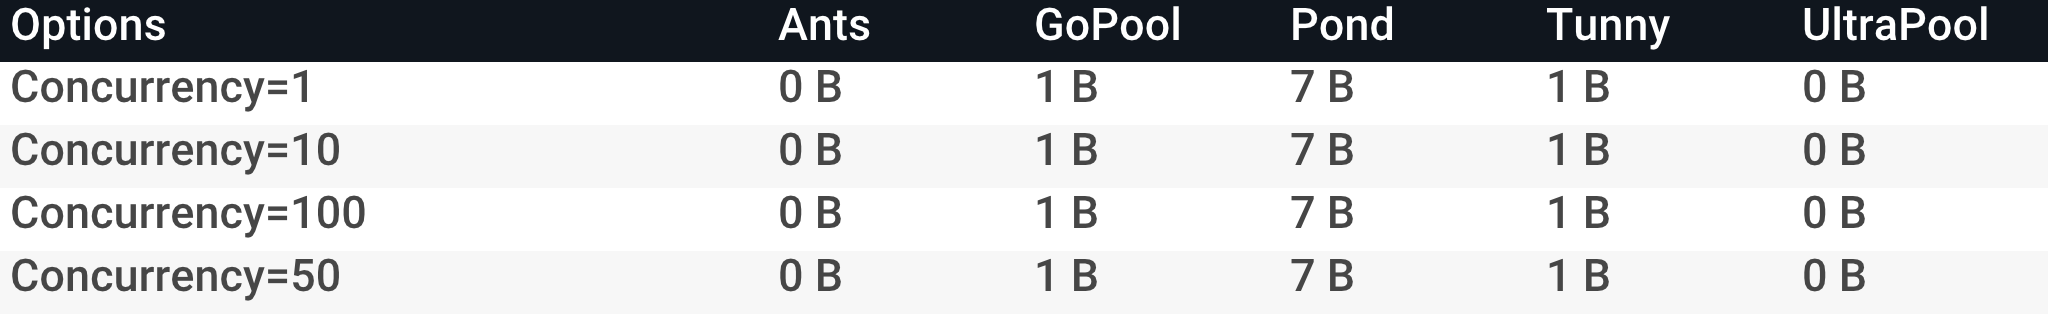 Options Ants GoPool Pond Tunny UltraPool
Concurrency=1 0 B 1 B 7 B 1 B 0 B
Concurrency=10 0 B 1 B 7 B 1 B 0 B
Concurrency=100 0 B 1 B 7 B 1 B 0 B
Concurrency=50 0 B 1 B 7 B 1 B 0 B